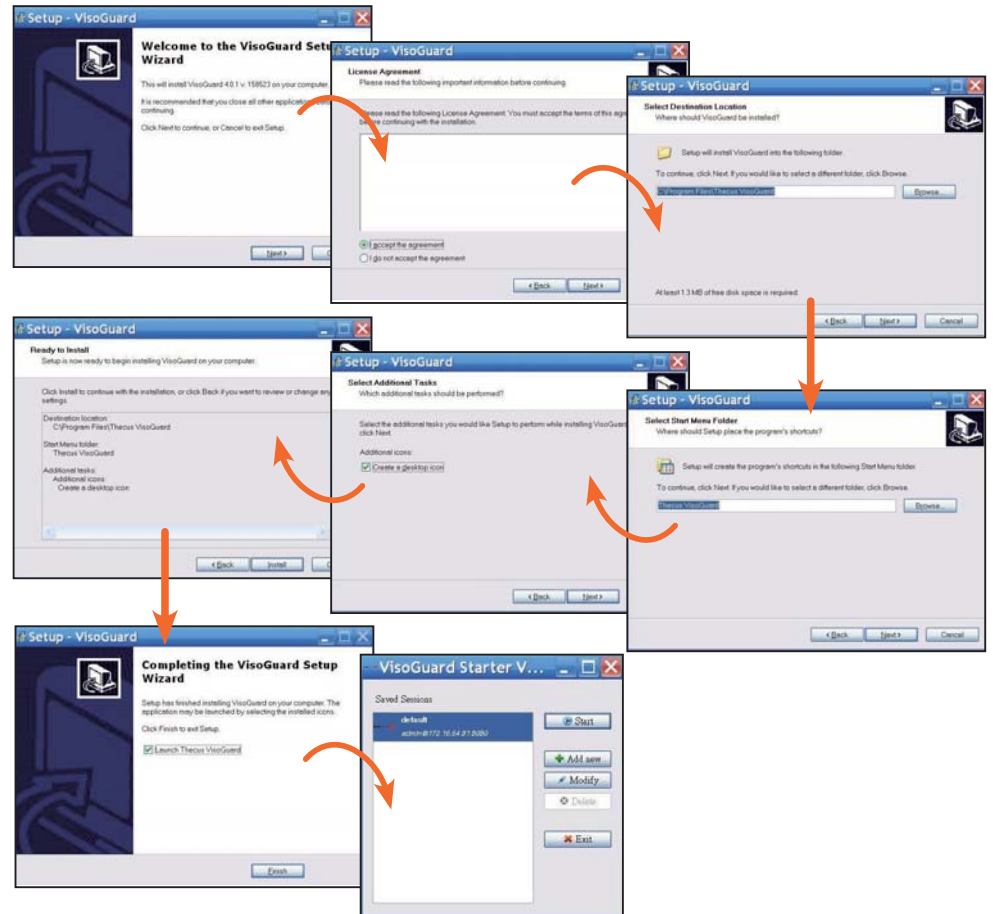 Setup - VisoGuard
Welcome to the VisoGuard Setu
Wizard
This will install VisoGuard 4.0.1 v. 158523 on your computer.
It is recommended that you close all other application
continuing.
Click Next to continue, or Cancel to exit Setup.
Next >
Setup - VisoGuard
License Agreement
Please read the following important information before continuing.
Please read the following License Agreement. You must accept the terms of this agre
before continuing with the installation.
I accept the agreement
I do not accept the agreement
< Back
Next >
Setup - VisoGuard
Select Destination Location
Where should VisoGuard be installed?
Setup will install VisoGuard into the following folder.
To continue, click Next. If you would like to select a different folder, click Browse.
C:\Program Files\Thecus VisoGuard
Browse...
At least 1.3 MB of free disk space is required.
< Back
Next >
Cancel
Setup - VisoGuard
Ready to Install
Setup is now ready to begin installing VisoGuard on your computer.
Click Install to continue with the installation, or click Back if you want to review or change any
settings.
Destination location:
C:\Program Files\Thecus VisoGuard
Start Menu folder:
Thecus VisoGuard
Additional tasks:
Additional icons:
Create a desktop icon
< Back
Install
Setup - VisoGuard
Select Additional Tasks
Which additional tasks should be performed?
Select the additional tasks you would like Setup to perform while installing VisoGuard
click Next.
Additional icons:
Create a desktop icon
< Back
Next >
Setup - VisoGuard
Select Start Menu Folder
Where should Setup place the program's shortcuts?
Setup will create the program's shortcuts in the following Start Menu folder.
To continue, click Next. If you would like to select a different folder, click Browse.
Thecus VisoGuard
Browse...
< Back
Next >
Cancel
Setup - VisoGuard
Completing the VisoGuard Setup
Wizard
Setup has finished installing VisoGuard on your computer. The
application may be launched by selecting the installed icons.
Click Finish to exit Setup.
Launch Thecus VisoGuard
Finish
VisoGuard Starter V...
Saved Sessions
default
admin@172.16.64.91:8080
Start
Add new
Modify
Delete
Exit